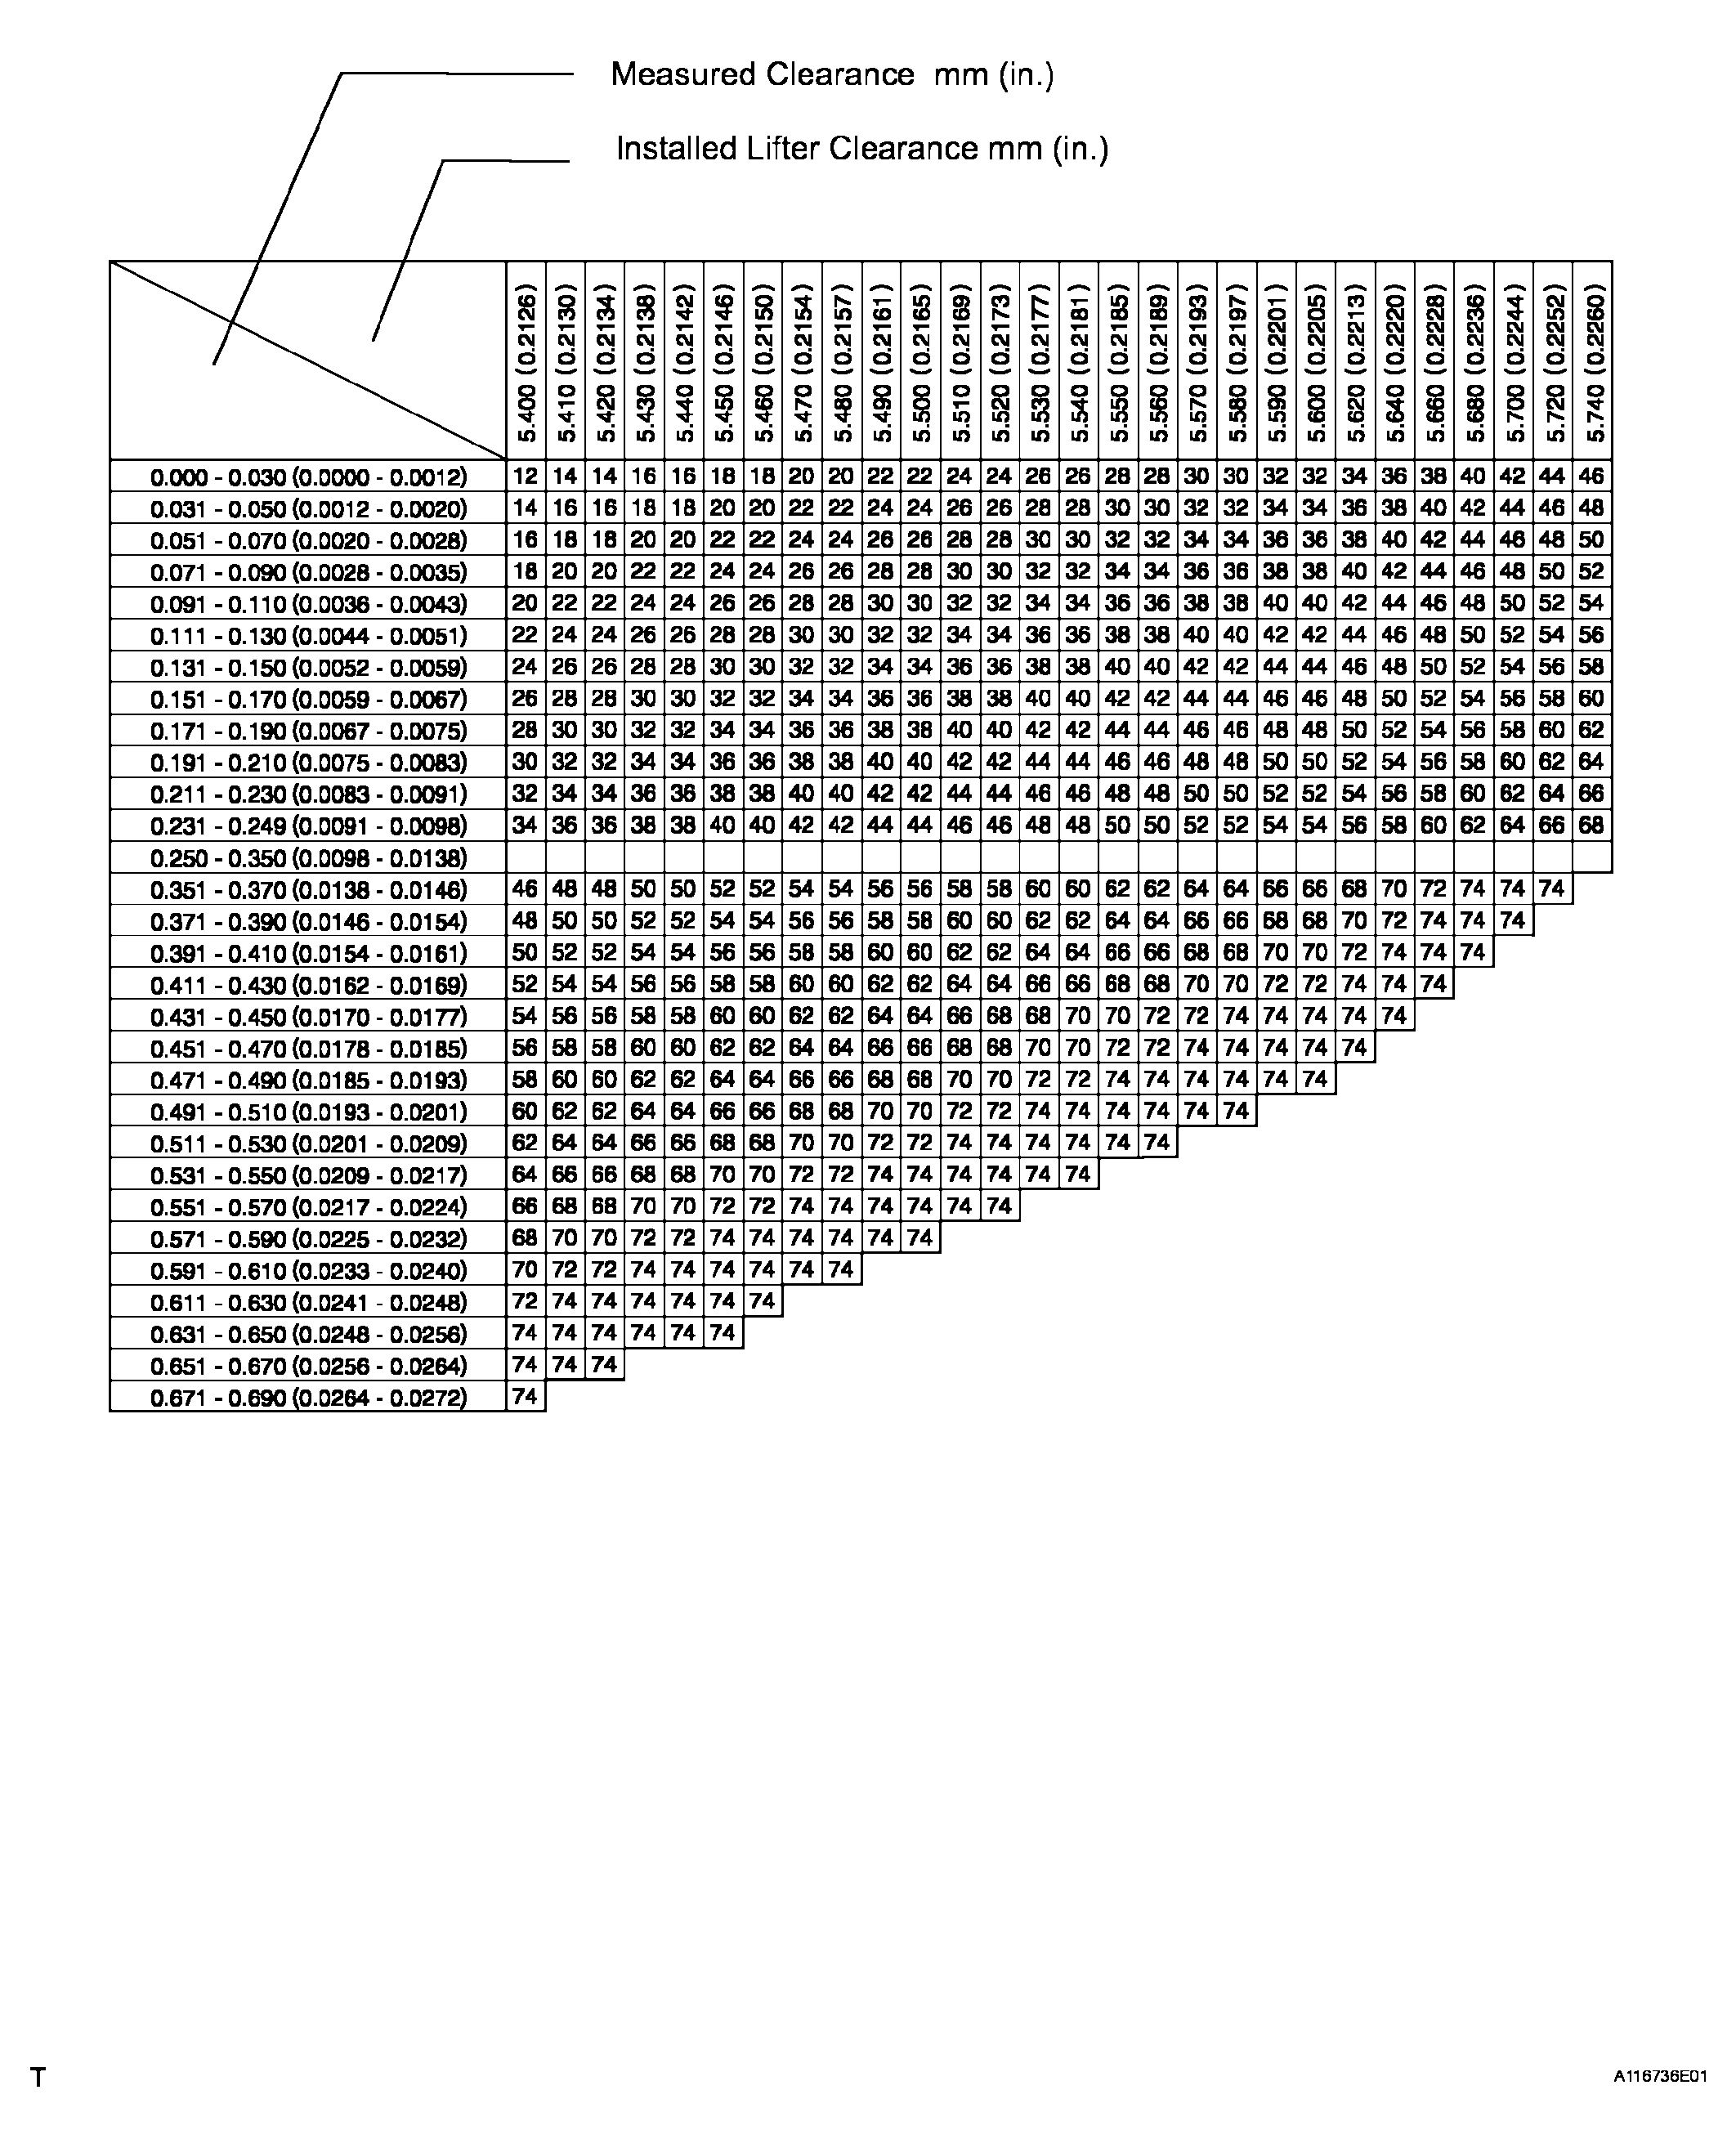 Measured Clearance mm (in.)
Installed Lifter Clearance mm (in.)
5.400 (0.2126) 5.410 (0.2130) 5.420 (0.2134) 5.430 (0.2138) 5.440 (0.2142) 5.450 (0.2146) 5.460 (0.2150) 5.470 (0.2154) 5.480 (0.2157) 5.490 (0.2161) 5.500 (0.2165) 5.510 (0.2169) 5.520 (0.2173) 5.530 (0.2177) 5.540 (0.2181) 5.550 (0.2185) 5.560 (0.2189) 5.570 (0.2193) 5.580 (0.2197) 5.590 (0.2201) 5.600 (0.2205) 5.620 (0.2213) 5.640 (0.2220) 5.660 (0.2228) 5.680 (0.2236) 5.700 (0.2244) 5.720 (0.2252) 5.740 (0.2260)
0.000 - 0.030 (0.0000 - 0.0012) 12 14 14 16 16 18 18 20 20 22 22 24 24 26 26 28 28 30 30 32 32 34 36 38 40 42 44 46
0.031 - 0.050 (0.0012 - 0.0020) 14 16 16 18 18 20 20 22 22 24 24 26 26 28 28 30 30 32 32 34 34 36 38 40 42 44 46 48
0.051 - 0.070 (0.0020 - 0.0028) 16 18 18 20 20 22 22 24 24 26 26 28 28 30 30 32 32 34 34 36 36 38 40 42 44 46 48 50
0.071 - 0.090 (0.0028 - 0.0035) 18 20 20 22 22 24 24 26 26 28 28 30 30 32 32 34 34 36 36 38 38 40 42 44 46 48 50 52
0.091 - 0.110 (0.0036 - 0.0043) 20 22 22 24 24 26 26 28 28 30 30 32 32 34 34 36 36 38 38 40 40 42 44 46 48 50 52 54
0.111 - 0.130 (0.0044 - 0.0051) 22 24 24 26 26 28 28 30 30 32 32 34 34 36 36 38 38 40 40 42 42 44 46 48 50 52 54 56
0.131 - 0.150 (0.0052 - 0.0059) 24 26 26 28 28 30 30 32 32 34 34 36 36 38 38 40 40 42 42 44 44 46 48 50 52 54 56 58
0.151 - 0.170 (0.0059 - 0.0067) 26 28 28 30 30 32 32 34 34 36 36 38 38 40 40 42 42 44 44 46 46 48 50 52 54 56 58 60
0.171 - 0.190 (0.0067 - 0.0075) 28 30 30 32 32 34 34 36 36 38 38 40 40 42 42 44 44 46 46 48 48 50 52 54 56 58 60 62
0.191 - 0.210 (0.0075 - 0.0083) 30 32 32 34 34 36 36 38 38 40 40 42 42 44 44 46 46 48 48 50 50 52 54 56 58 60 62 64
0.211 - 0.230 (0.0083 - 0.0091) 32 34 34 36 36 38 38 40 40 42 42 44 44 46 46 48 48 50 50 52 52 54 56 58 60 62 64 66
0.231 - 0.249 (0.0091 - 0.0098) 34 36 36 38 38 40 40 42 42 44 44 46 46 48 48 50 50 52 52 54 54 56 58 60 62 64 66 68
0.250 - 0.350 (0.0098 - 0.0138)
0.351 - 0.370 (0.0138 - 0.0146) 46 48 48 50 50 52 52 54 54 56 56 58 58 60 60 62 62 64 64 66 66 68 70 72 74 74 74
0.371 - 0.390 (0.0146 - 0.0154) 48 50 50 52 52 54 54 56 56 58 58 60 60 62 62 64 64 66 66 68 68 70 72 74 74 74
0.391 - 0.410 (0.0154 - 0.0161) 50 52 52 54 54 56 56 58 58 60 60 62 62 64 64 66 66 68 68 70 70 72 74 74 74
0.411 - 0.430 (0.0162 - 0.0169) 52 54 54 56 56 58 58 60 60 62 62 64 64 66 66 68 68 70 70 72 72 74 74 74
0.431 - 0.450 (0.0170 - 0.0177) 54 56 56 58 58 60 60 62 62 64 64 66 68 68 70 70 72 72 74 74 74 74 74
0.451 - 0.470 (0.0178 - 0.0185) 56 58 58 60 60 62 62 64 64 66 66 68 68 70 70 72 72 74 74 74 74 74
0.471 - 0.490 (0.0185 - 0.0193) 58 60 60 62 62 64 64 66 66 68 68 70 70 72 72 74 74 74 74 74 74
0.491 - 0.510 (0.0193 - 0.0201) 60 62 62 64 64 66 66 68 68 70 70 72 72 74 74 74 74 74 74
0.511 - 0.530 (0.0201 - 0.0209) 62 64 64 66 66 68 68 70 70 72 72 74 74 74 74 74 74
0.531 - 0.550 (0.0209 - 0.0217) 64 66 66 68 68 70 70 72 72 74 74 74 74 74 74
0.551 - 0.570 (0.0217 - 0.0224) 66 68 68 70 70 72 72 74 74 74 74 74 74
0.571 - 0.590 (0.0225 - 0.0232) 68 70 70 72 72 74 74 74 74 74 74
0.591 - 0.610 (0.0233 - 0.0240) 70 72 72 74 74 74 74 74 74
0.611 - 0.630 (0.0241 - 0.0248) 72 74 74 74 74 74 74
0.631 - 0.650 (0.0248 - 0.0256) 74 74 74 74 74 74
0.651 - 0.670 (0.0256 - 0.0264) 74 74 74
0.671 - 0.690 (0.0264 - 0.0272) 74
T
A116736E01